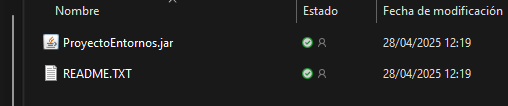 Nombre Estado Fecha de modificación
ProyectoEntornos.jar 28/04/2025 12:19
README.TXT 28/04/2025 12:19